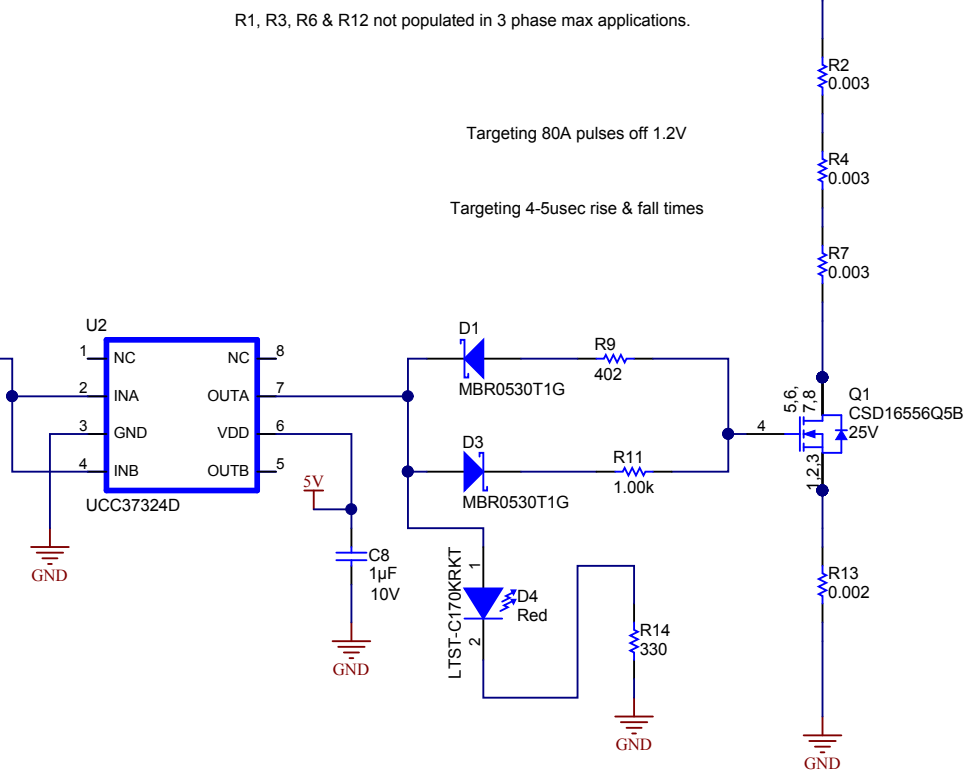 R1, R3, R6 & R12 not populated in 3 phase max applications.
R2
0.003
Targeting 80A pulses off 1.2V
R4
0.003
Targeting 4-5usec rise & fall times
R7
0.003
U2
1
NC
NC
8
2
INA
OUTA
7
3
GND
VDD
6
4
INB
OUTB
5
UCC37324D
D1
MBR0530T1G
R9
402
D3
MBR0530T1G
R11
1.00k
4
5,6,
7,8
1,2,3
Q1
CSD16556Q5B
25V
5V
C8
1µF
10V
GND
GND
LTST-C170KRKT
1
2
D4
Red
R14
330
GND
R13
0.002
GND